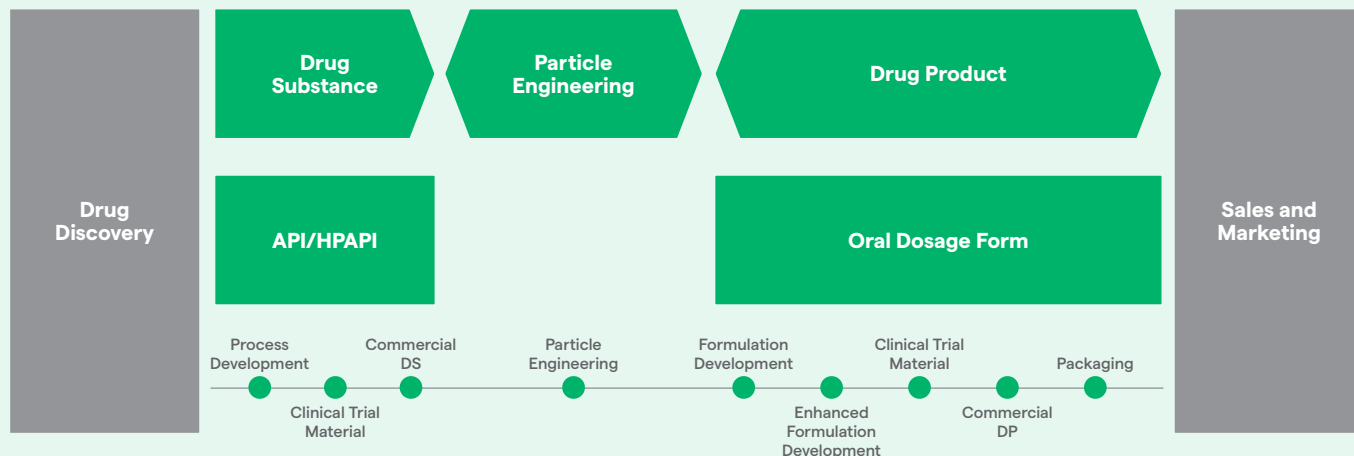 Drug
Discovery
Drug
Substance
Particle
Engineering
Drug Product
API/HPAPI
Oral Dosage Form
Sales and
Marketing
Process
Development
Clinical Trial
Material
Commercial
DS
Particle
Engineering
Formulation
Development
Enhanced
Formulation
Development
Clinical Trial
Material
Commercial
DP
Packaging